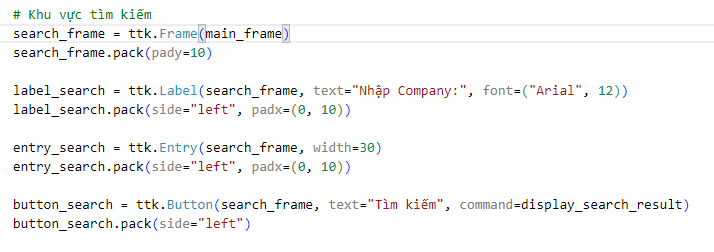 # Khu vực tìm kiếm
search_frame = ttk.Frame(main_frame)
search_frame.pack(pady=10)
label_search = ttk.Label(search_frame, text="Nhập Company:", font=("Arial", 12))
label_search.pack(side="left", padx=(0, 10))
entry_search = ttk.Entry(search_frame, width=30)
entry_search.pack(side="left", padx=(0, 10))
button_search = ttk.Button(search_frame, text="Tìm kiếm", command=display_search_result)
button_search.pack(side="left")